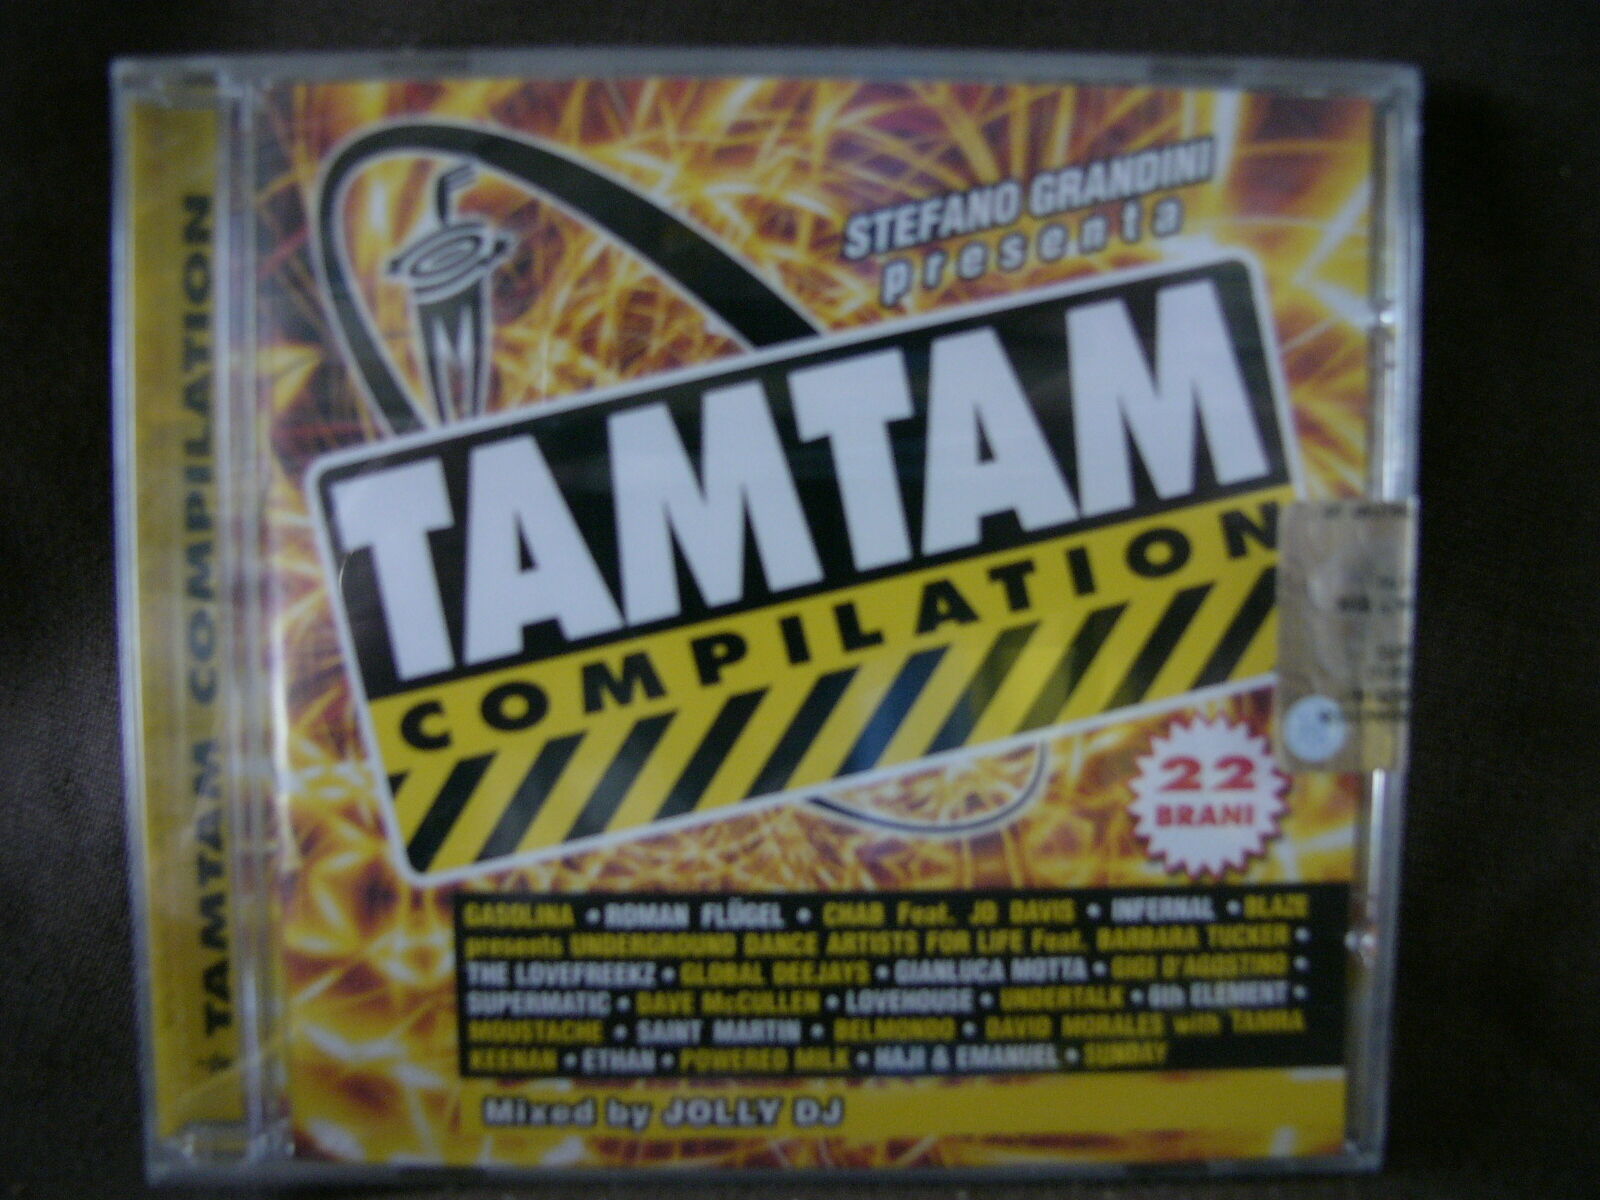 STEFANO GRANDINI
presenta
TAMTAM
COMPILATION
TAMTAM COMPILATION
22
BRANI
GASOLINA • ROMAN FLÜGEL • CHAB Feat. JD DAVIS • INFERNAL • BLAZE
presents UNDERGROUND DANCE ARTISTS FOR LIFE Feat. BARBARA TUCKER •
THE LOVEFREEKZ • GLOBAL DEEJAYS • GIANLUCA MOTTA • GIGI D'AGOSTINO •
SUPERMATIC • DAVE McCULLEN • LOVEHOUSE • UNDERTALK • 6th ELEMENT •
MOUSTACHE • SAINT MARTIN • BELMONDO • DAVID MORALES with TAMRA
KEENAN • ETHAN • POWERED MILK • HAJI & EMANUEL • SUNDAY
Mixed by JOLLY DJ